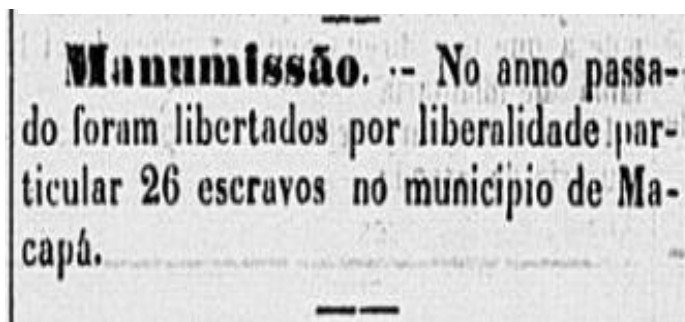 Manumissão. -- No anno passa-
do foram libertados por liberalidade par-
ticular 26 escravos no municipio de Ma-
capá.